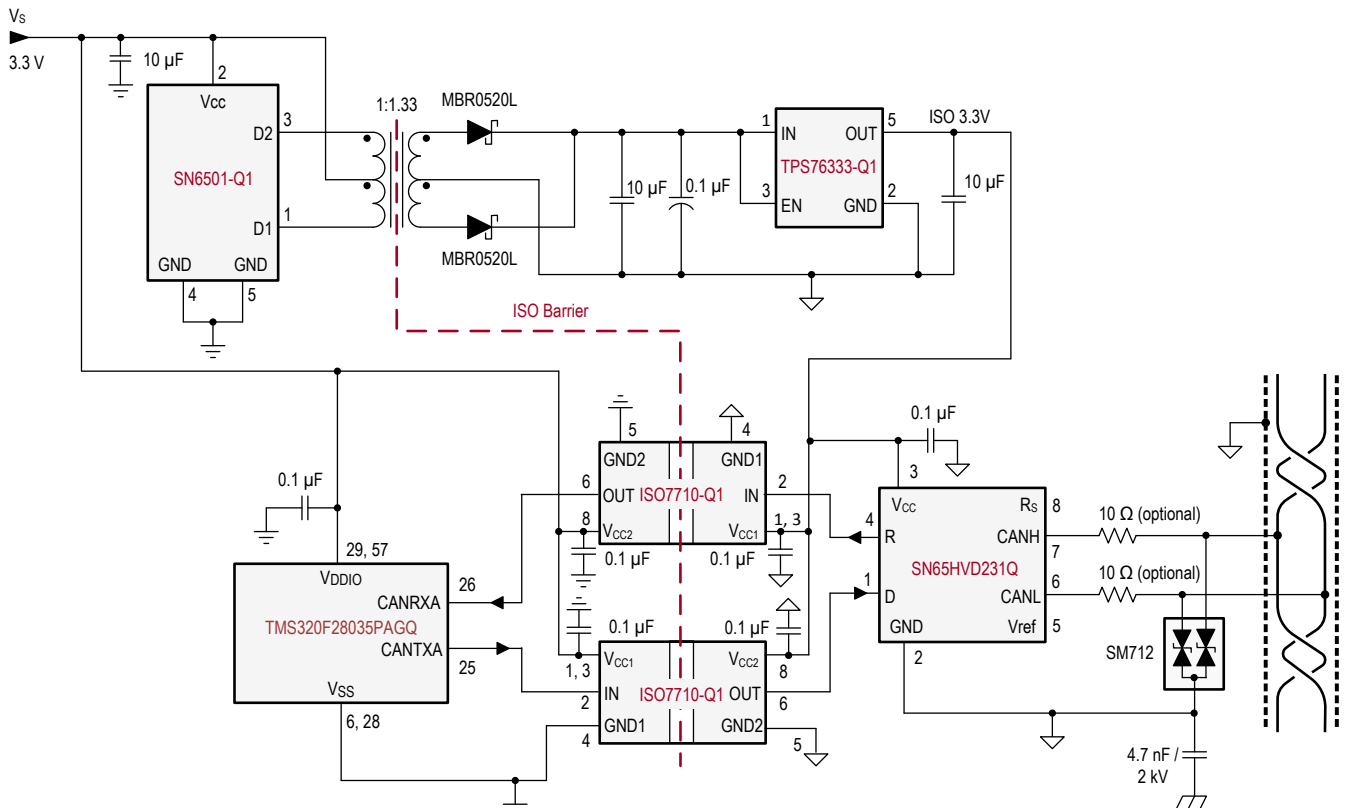 VS
3.3 V
10 µF
2
Vcc
D2
3
SN6501-Q1
D1
1
GND
GND
4
5
1:1.33
MBR0520L
MBR0520L
10 µF
0.1 µF
1
IN
OUT
5
TPS76333-Q1
3
EN
GND
2
ISO 3.3V
10 µF
ISO Barrier
5
4
GND2
GND1
6
OUT
ISO7710-Q1
IN
2
8
VCC2
VCC1
1, 3
0.1 µF
0.1 µF
0.1 µF
0.1 µF
29, 57
VDDIO
26
CANRXA
TMS320F28035PAGQ
CANTXA
25
VSS
6, 28
0.1 µF
0.1 µF
1, 3
VCC1
VCC2
8
2
IN
ISO7710-Q1
OUT
6
4
GND1
GND2
5
3
VCC
RS
8
4
R
CANH
7
SN65HVD231Q
1
D
CANL
6
GND
Vref
5
2
10 Ω (optional)
10 Ω (optional)
SM712
4.7 nF /
2 kV